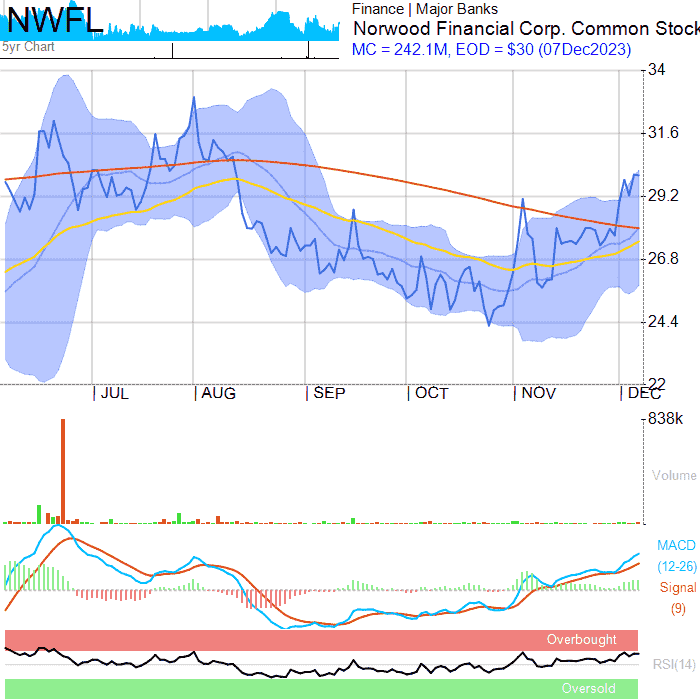 NWFL
5yr Chart
Finance | Major Banks
Norwood Financial Corp. Common Stock
MC = 242.1M, EOD = $30 (07Dec2023)
34
31.6
29.2
26.8
24.4
22
JUL
AUG
SEP
OCT
NOV
DEC
838k
Volume
MACD
(12-26)
Signal
(9)
Overbought
RSI(14)
Oversold